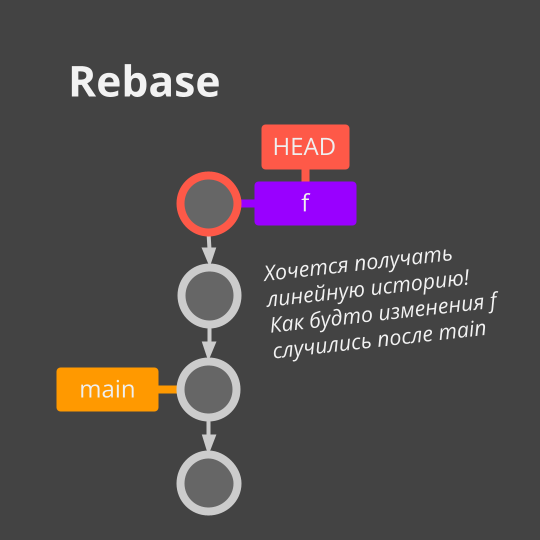 Rebase
HEAD
f
Хочется получать
линейную историю!
Как будто изменения f
случились после main
main